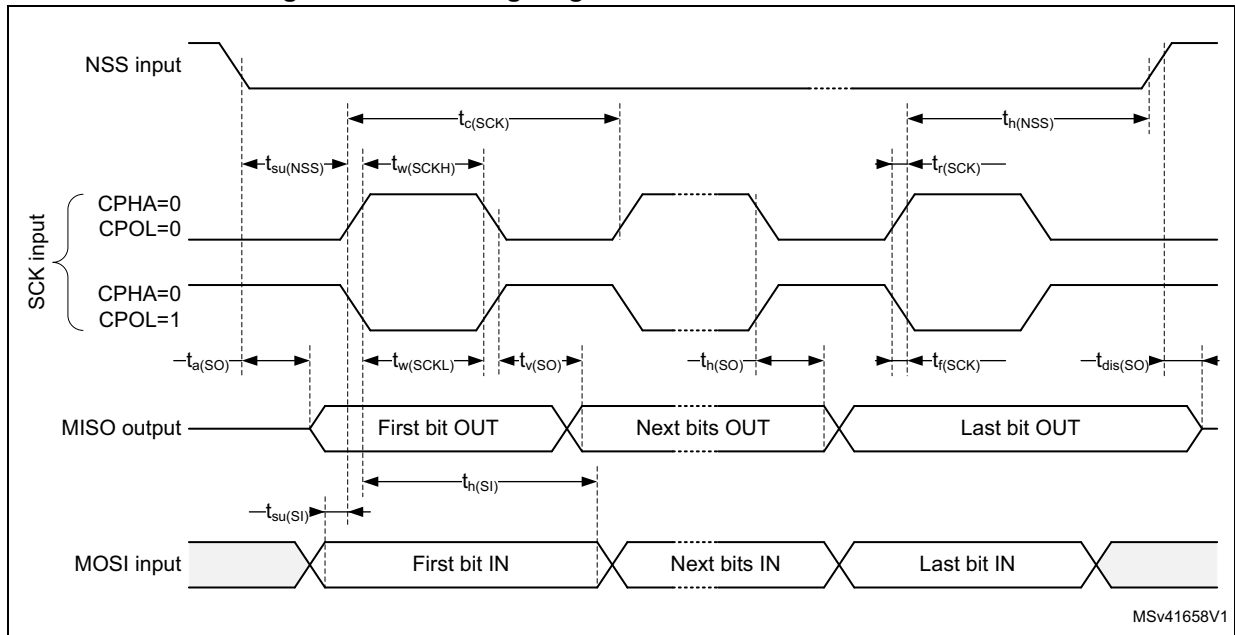 NSS input
tc(SCK)
th(NSS)
tsu(NSS)
tw(SCKH)
tr(SCK)
SCK input
CPHA=0
CPOL=0
CPHA=0
CPOL=1
ta(SO)
tw(SCKL)
tv(SO)
th(SO)
tf(SCK)
tdis(SO)
MISO output
First bit OUT
Next bits OUT
Last bit OUT
th(SI)
tsu(SI)
MOSI input
First bit IN
Next bits IN
Last bit IN
MSv41658V1